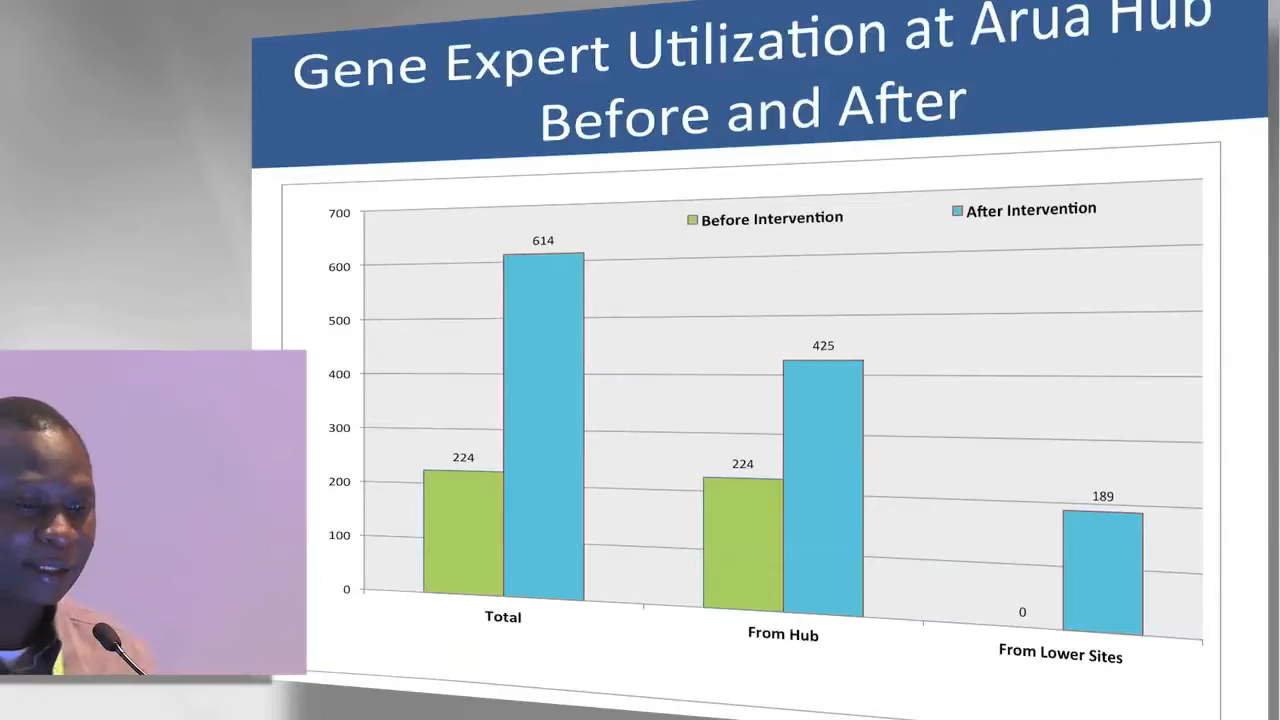 Gene Expert Utilization at Arua Hub
Before and After
Before Intervention
After Intervention
700
600
500
400
300
200
100
0
224
614
224
425
0
189
Total
From Hub
From Lower Sites